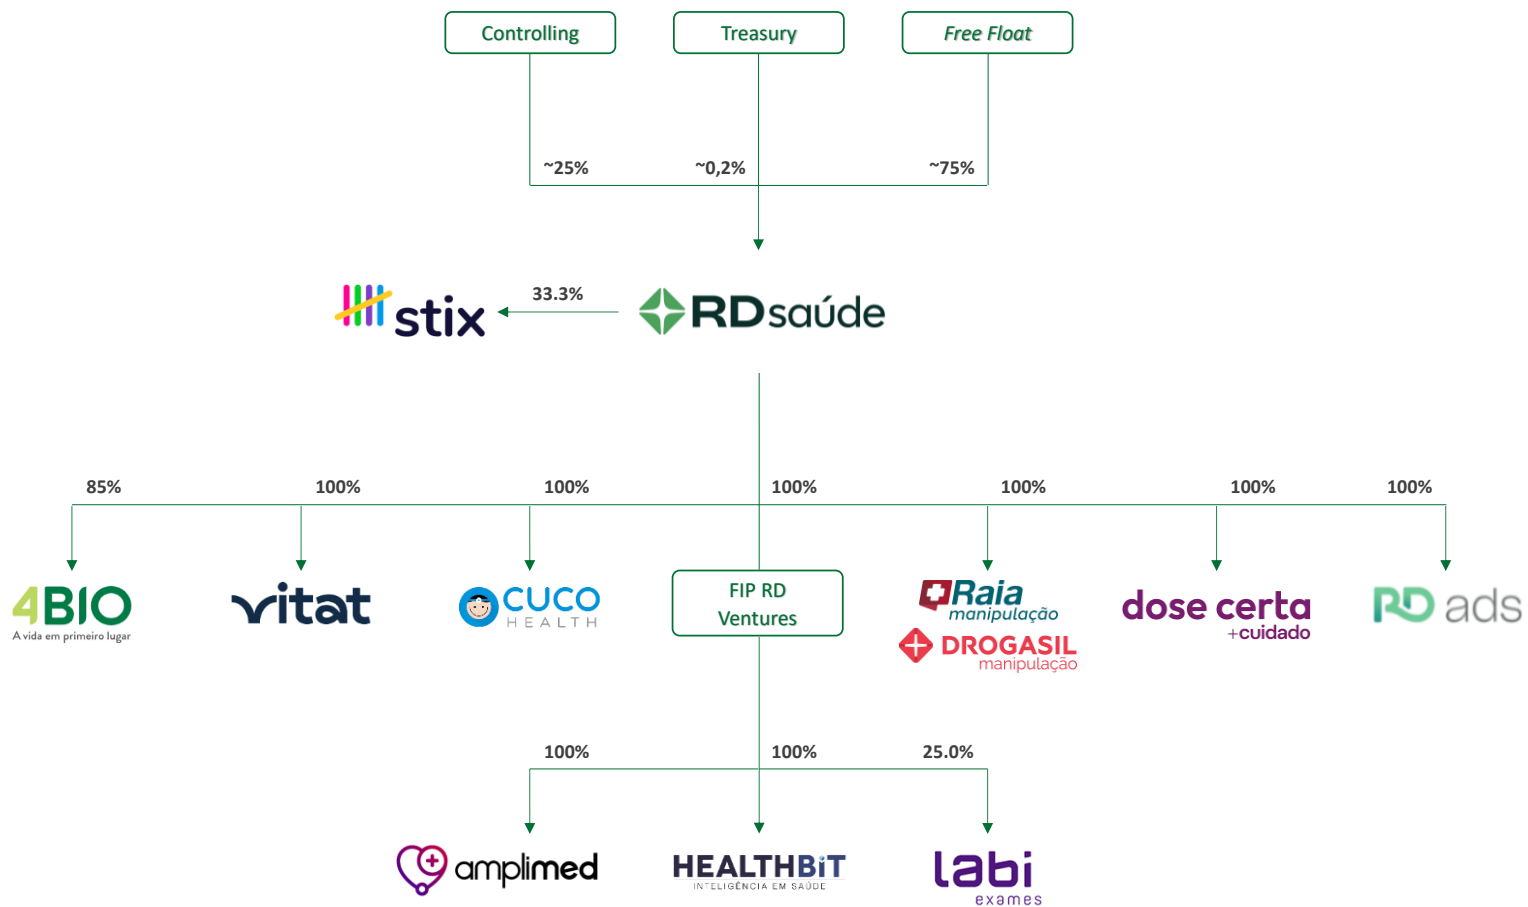 Controlling
Treasury
Free Float
~25%
~0,2%
~75%
stix
33.3%
RDsaúde
85%
100%
100%
100%
100%
100%
100%
4BIO
A vida em primeiro lugar
vitat
CUCO
HEALTH
FIP RD
Ventures
Raia
manipulação
DROGASIL
manipulação
dose certa
+cuidado
RD ads
100%
100%
25.0%
amplimed
HEALTHBiT
INTELIGÊNCIA EM SAÚDE
labi
exames